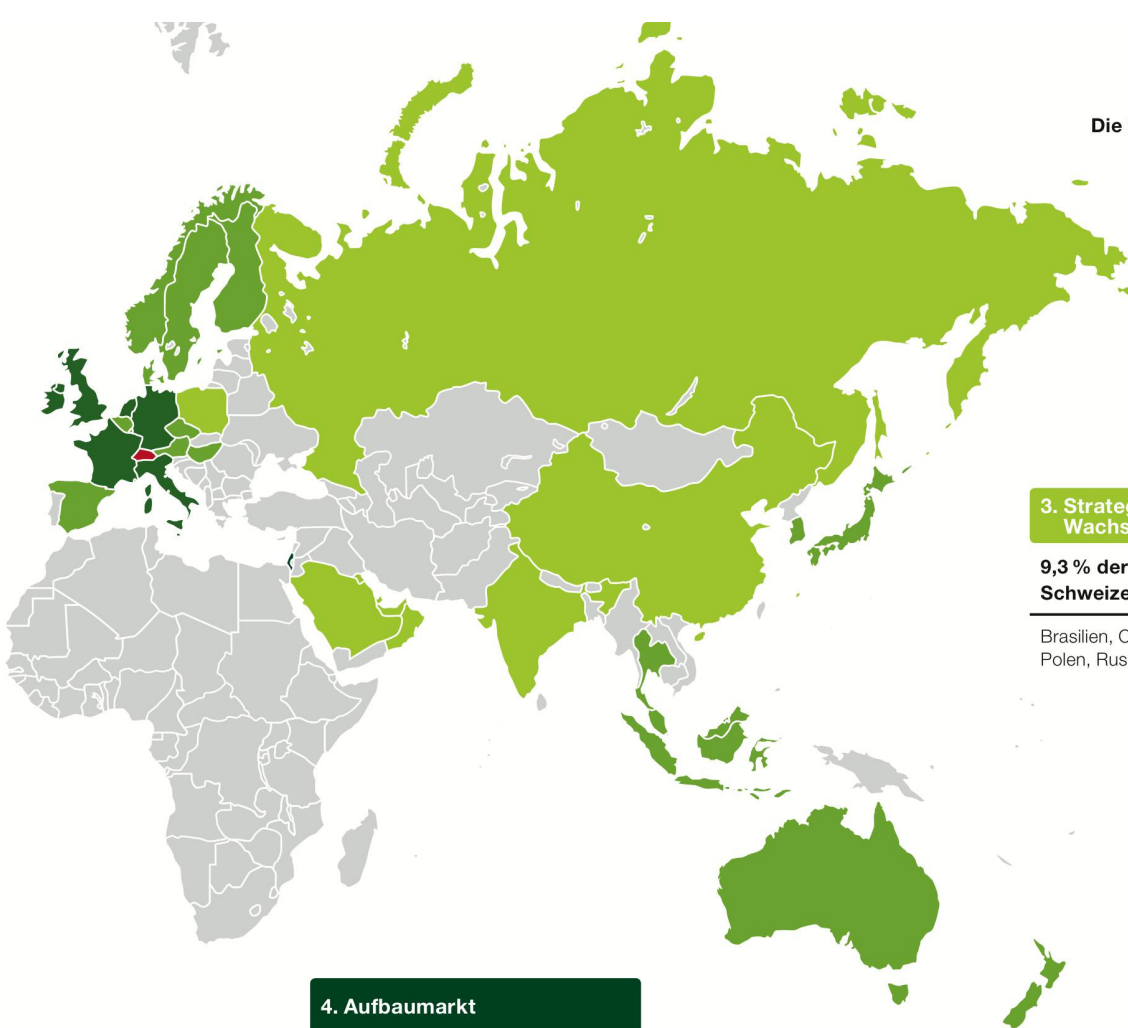 Die
3. Strateg
Wachs
9,3 % der
Schweize
Brasilien, C
Polen, Rus
4. Aufbaumarkt